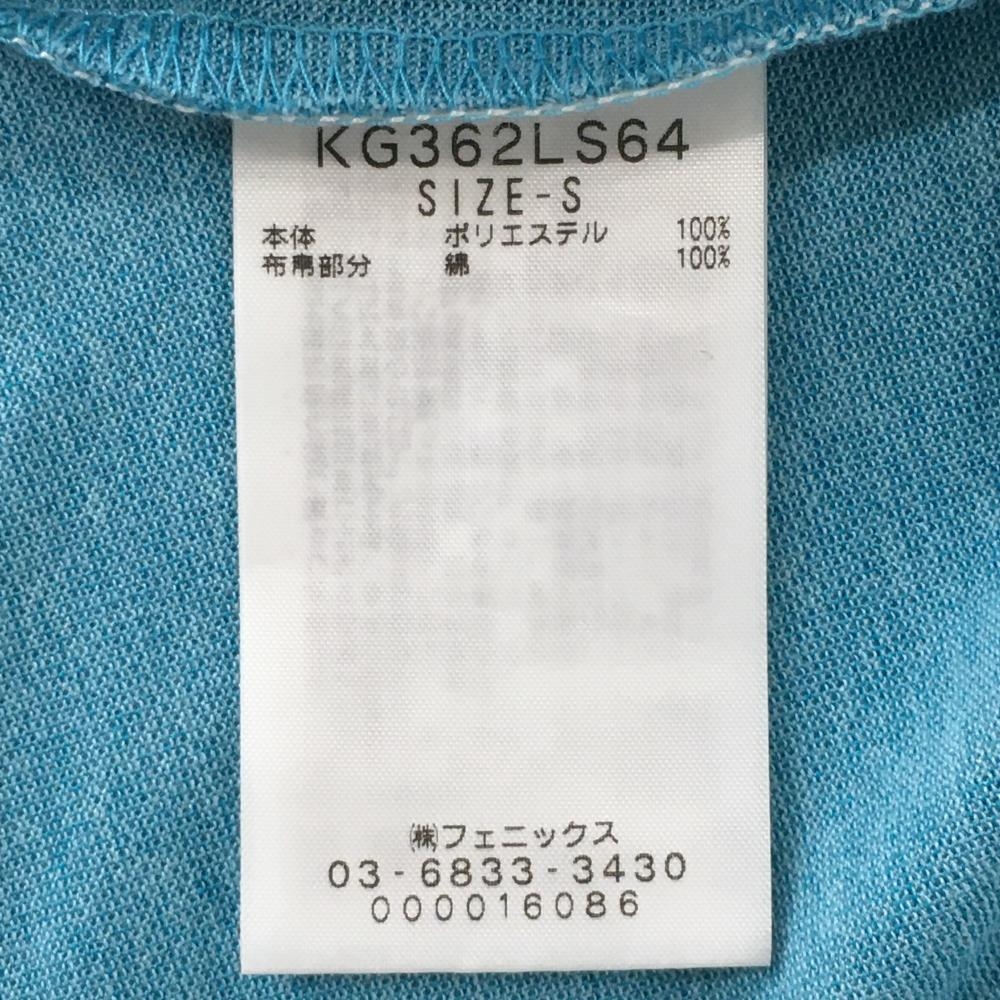 KG362LS64
SIZE-S
本体 ポリエステル 100%
布帛部分 綿 100%
㈱フェニックス
03-6833-3430
000016086